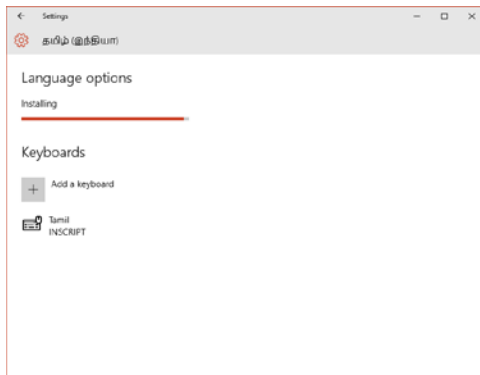 Settings
தமிழ் (இந்தியா)
Language options
Installing
Keyboards
Add a keyboard
Tamil
INSCRIPT